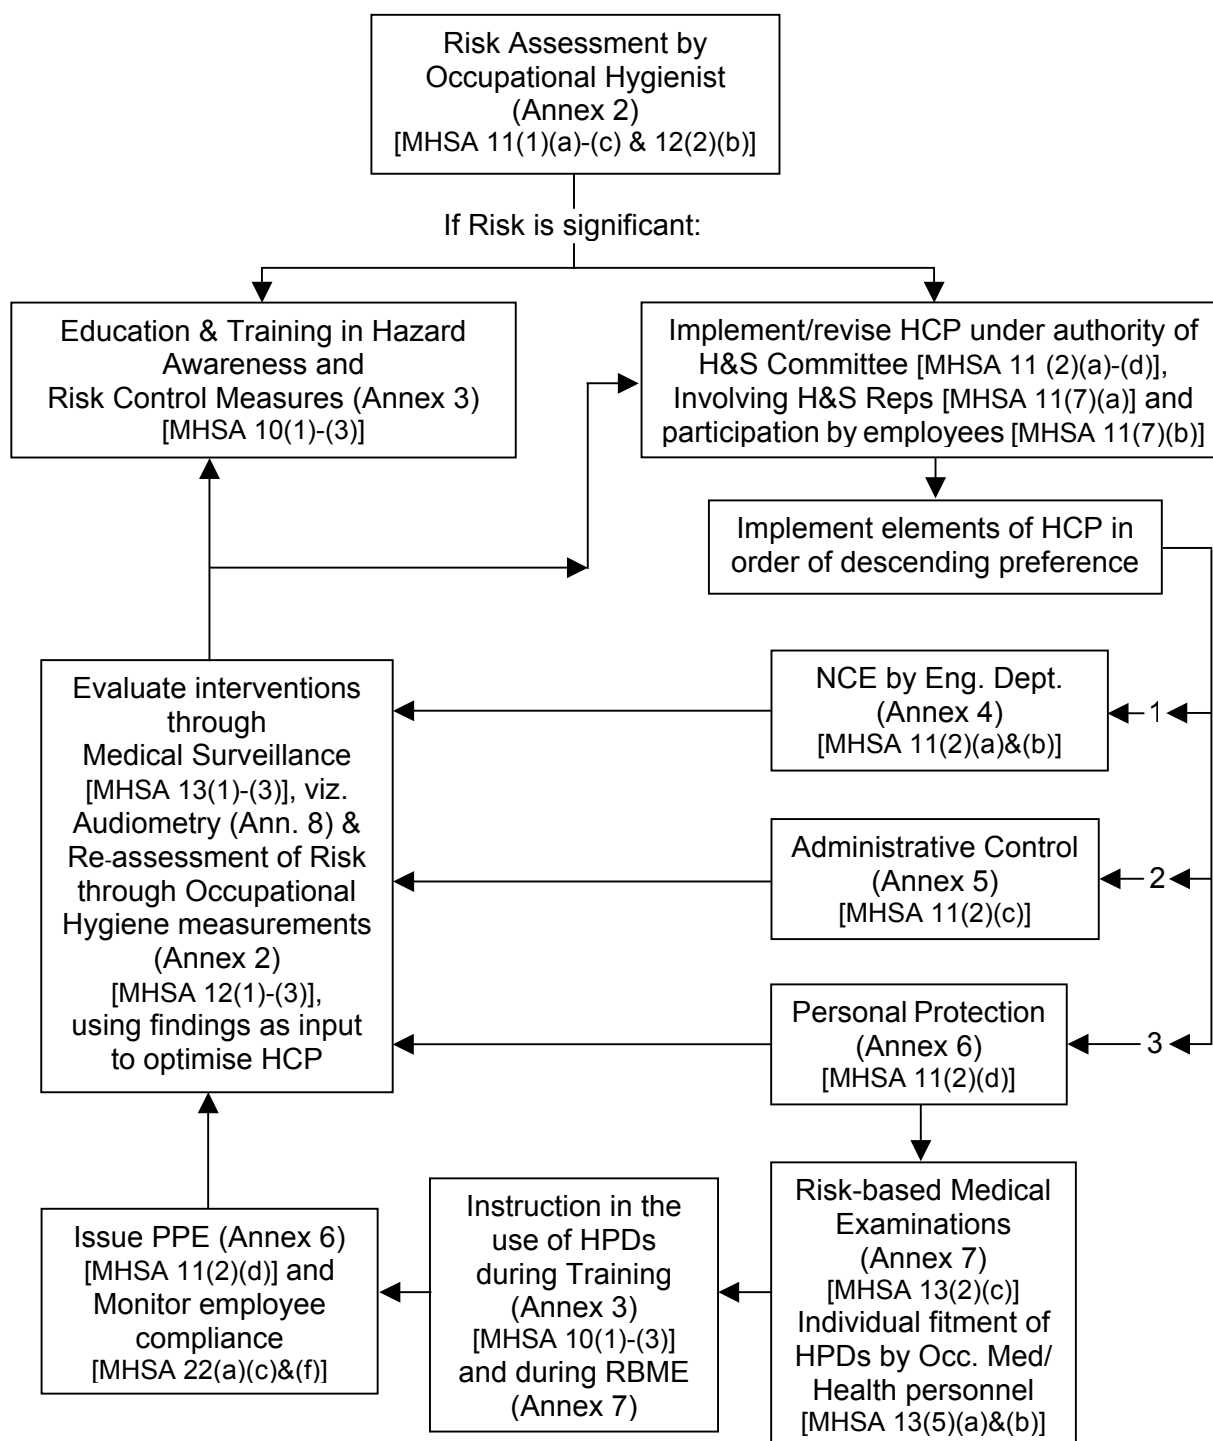 Risk Assessment by
Occupational Hygienist
(Annex 2)
[MHSA 11(1)(a)-(c) & 12(2)(b)]
If Risk is significant:
Education & Training in Hazard
Awareness and
Risk Control Measures (Annex 3)
[MHSA 10(1)-(3)]
Implement/revise HCP under authority of
H&S Committee [MHSA 11 (2)(a)-(d)],
Involving H&S Reps [MHSA 11(7)(a)] and
participation by employees [MHSA 11(7)(b)]
Implement elements of HCP in
order of descending preference
NCE by Eng. Dept.
(Annex 4)
[MHSA 11(2)(a)&(b)]
1
Administrative Control
(Annex 5)
[MHSA 11(2)(c)]
2
Personal Protection
(Annex 6)
[MHSA 11(2)(d)]
3
Evaluate interventions
through
Medical Surveillance
[MHSA 13(1)-(3)], viz.
Audiometry (Ann. 8) &
Re-assessment of Risk
through Occupational
Hygiene measurements
(Annex 2)
[MHSA 12(1)-(3)],
using findings as input
to optimise HCP
Risk-based Medical
Examinations
(Annex 7)
[MHSA 13(2)(c)]
Individual fitment of
HPDs by Occ. Med/
Health personnel
[MHSA 13(5)(a)&(b)]
Instruction in the
use of HPDs
during Training
(Annex 3)
[MHSA 10(1)-(3)]
and during RBME
(Annex 7)
Issue PPE (Annex 6)
[MHSA 11(2)(d)] and
Monitor employee
compliance
[MHSA 22(a)(c)&(f)]